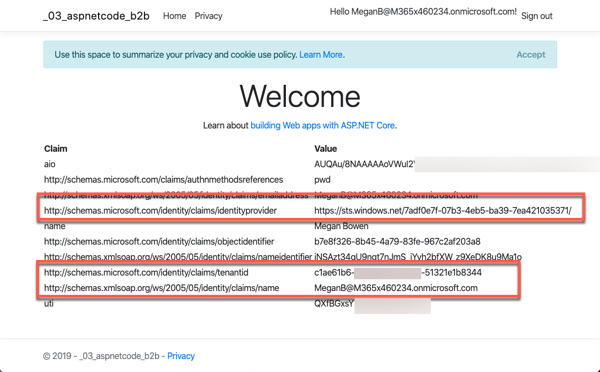 _03_aspnetcode_b2b Home Privacy Hello MeganB@M365x460234.onmicrosoft.com! Sign out
Use this space to summarize your privacy and cookie use policy. Learn More. Accept
Welcome
Learn about building Web apps with ASP.NET Core.
Claim Value
aio AUQAu/8NAAAAAoVWuI2
http://schemas.microsoft.com/claims/authnmethodsreferences pwd
http://schemas.xmlsoap.org/ws/2005/05/identity/claims/emailaddress MeganB@M365x460234.onmicrosoft.com
http://schemas.microsoft.com/identity/claims/identityprovider https://sts.windows.net/7adf0e7f-07b3-4eb5-ba39-7ea421035371/
name Megan Bowen
http://schemas.microsoft.com/identity/claims/objectidentifier b7e8f326-8b45-4a79-83fe-967c2af203a8
http://schemas.xmlsoap.org/ws/2005/05/identity/claims/nameidentifier
http://schemas.microsoft.com/identity/claims/tenantid c1ae61b6- -51321e1b8344
http://schemas.xmlsoap.org/ws/2005/05/identity/claims/name MeganB@M365x460234.onmicrosoft.com
uti QXfBGxsY
© 2019 - _03_aspnetcode_b2b - Privacy